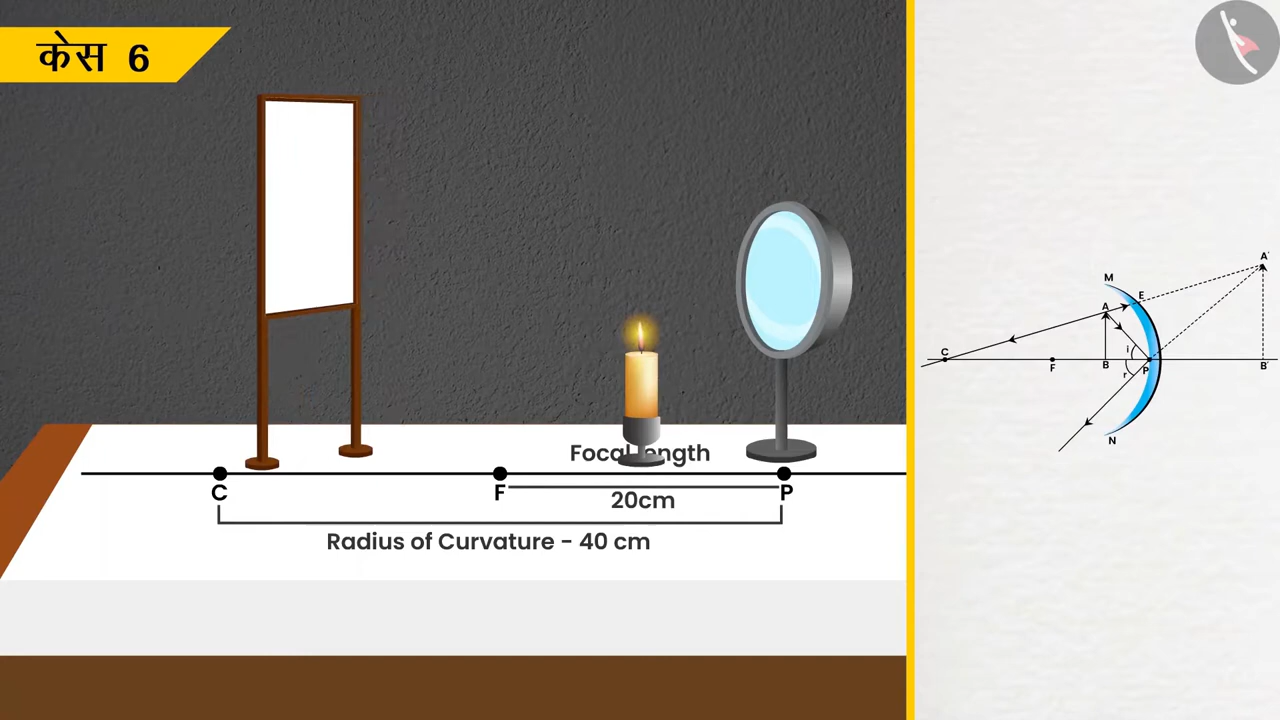 केस 6
Focal length
C
F
P
20cm
Radius of Curvature - 40 cm
A'
M
E
A
C
i
F
B
P
B'
r
N